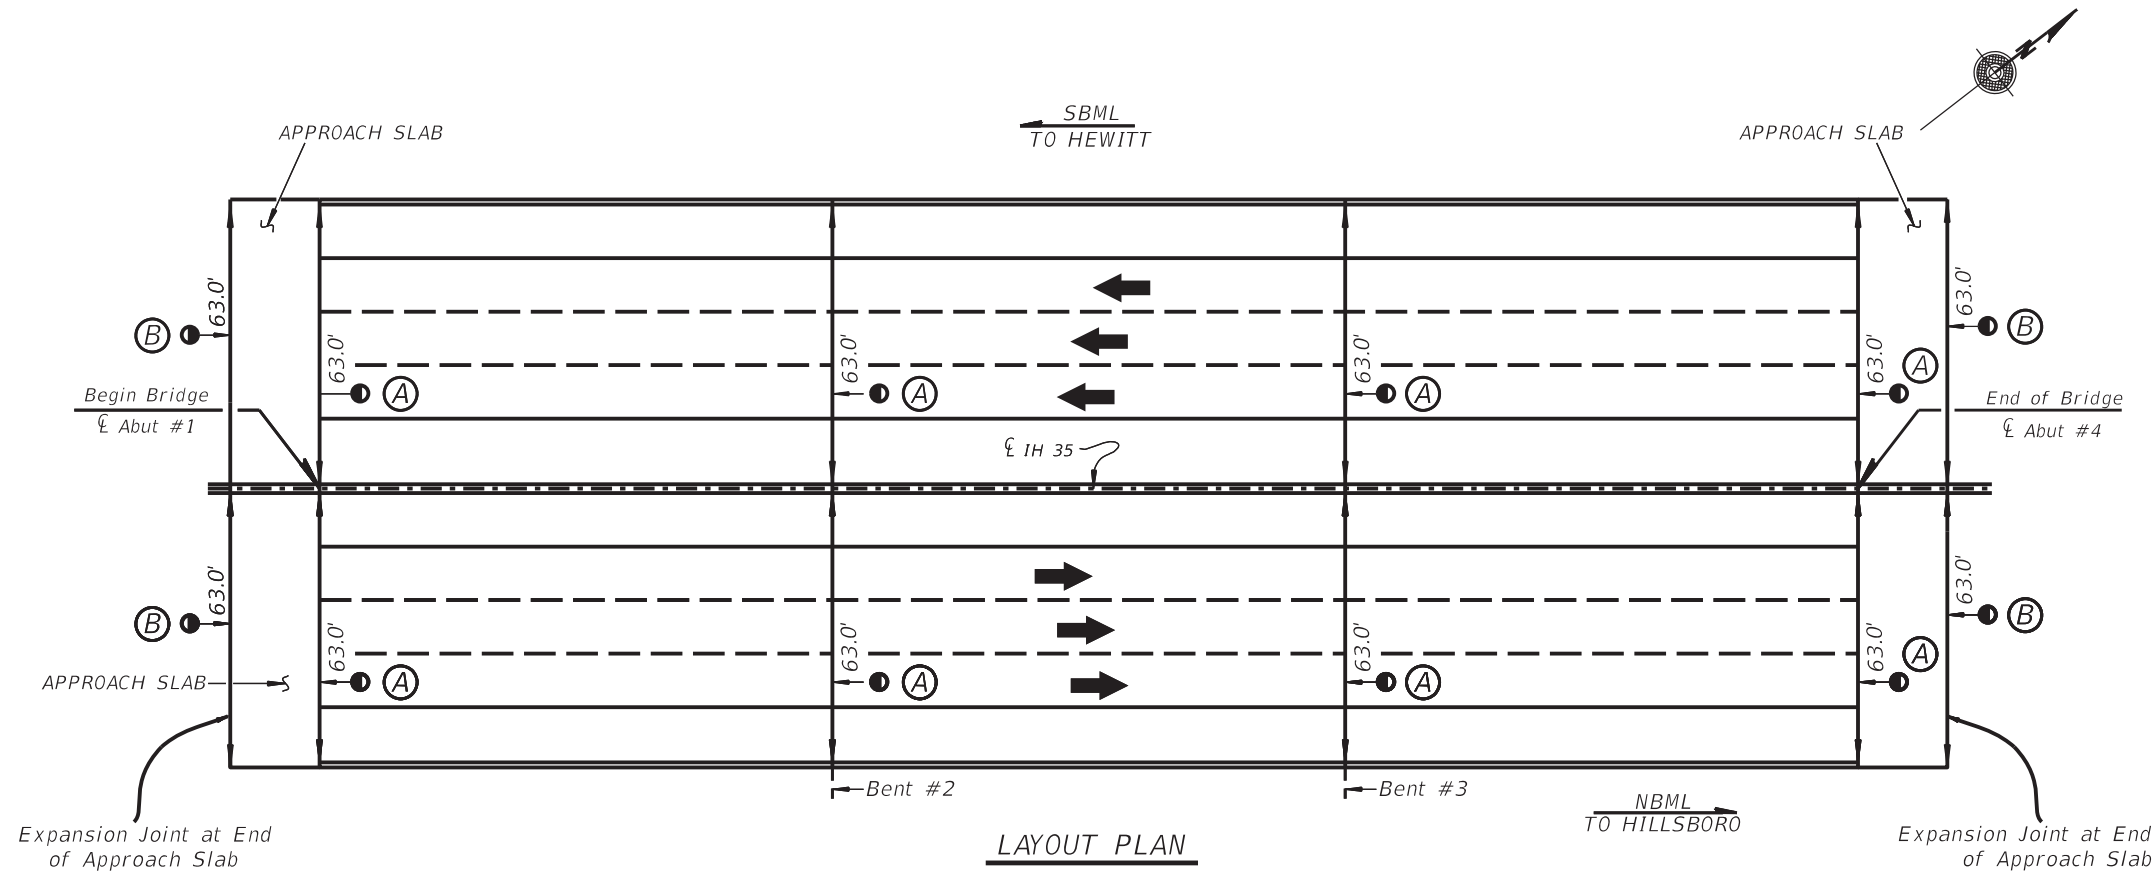 N
SBML
TO HEWITT
APPROACH SLAB
APPROACH SLAB
63.0'
B
63.0'
B
63.0'
A
63.0'
A
63.0'
A
63.0'
A
Begin Bridge
℄ Abut #1
End of Bridge
℄ Abut #4
℄ IH 35
63.0'
B
63.0'
B
63.0'
A
63.0'
A
63.0'
A
63.0'
A
APPROACH SLAB
Bent #2
Bent #3
NBML
TO HILLSBORO
Expansion Joint at End
of Approach Slab
LAYOUT PLAN
Expansion Joint at End
of Approach Slab